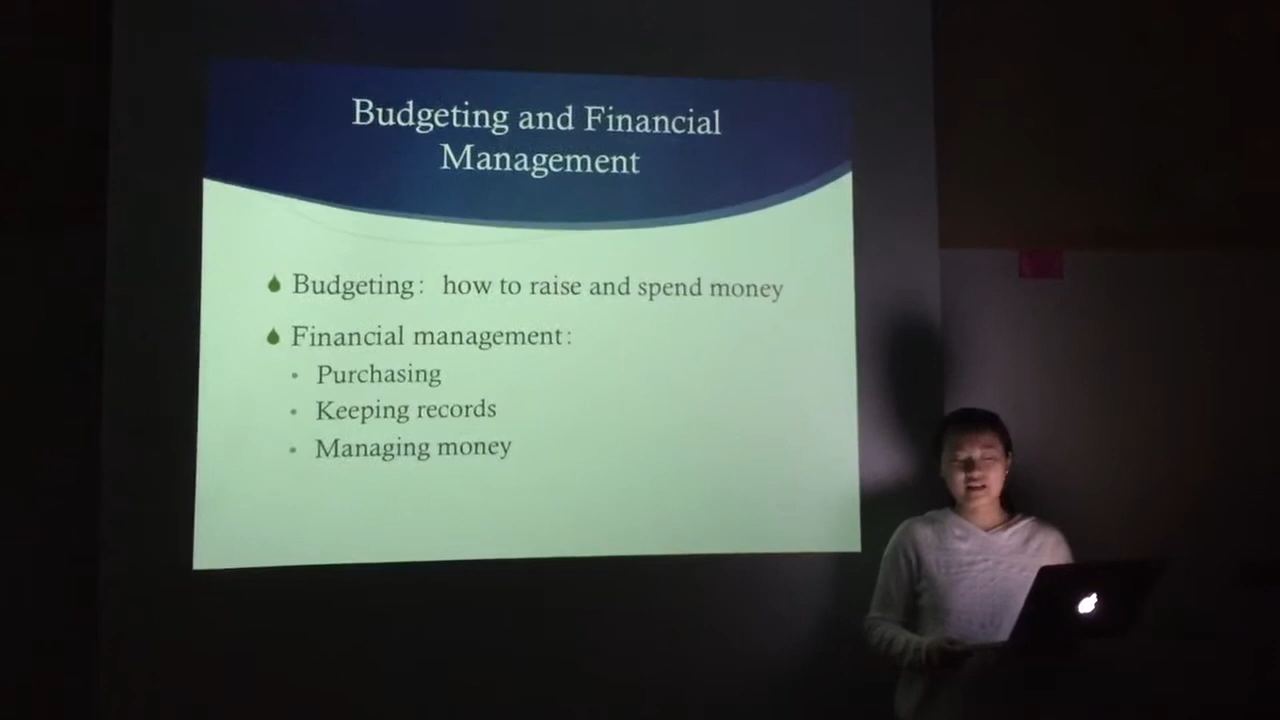 Budgeting and Financial
Management
Budgeting: how to raise and spend money
Financial management:
• Purchasing
• Keeping records
• Managing money